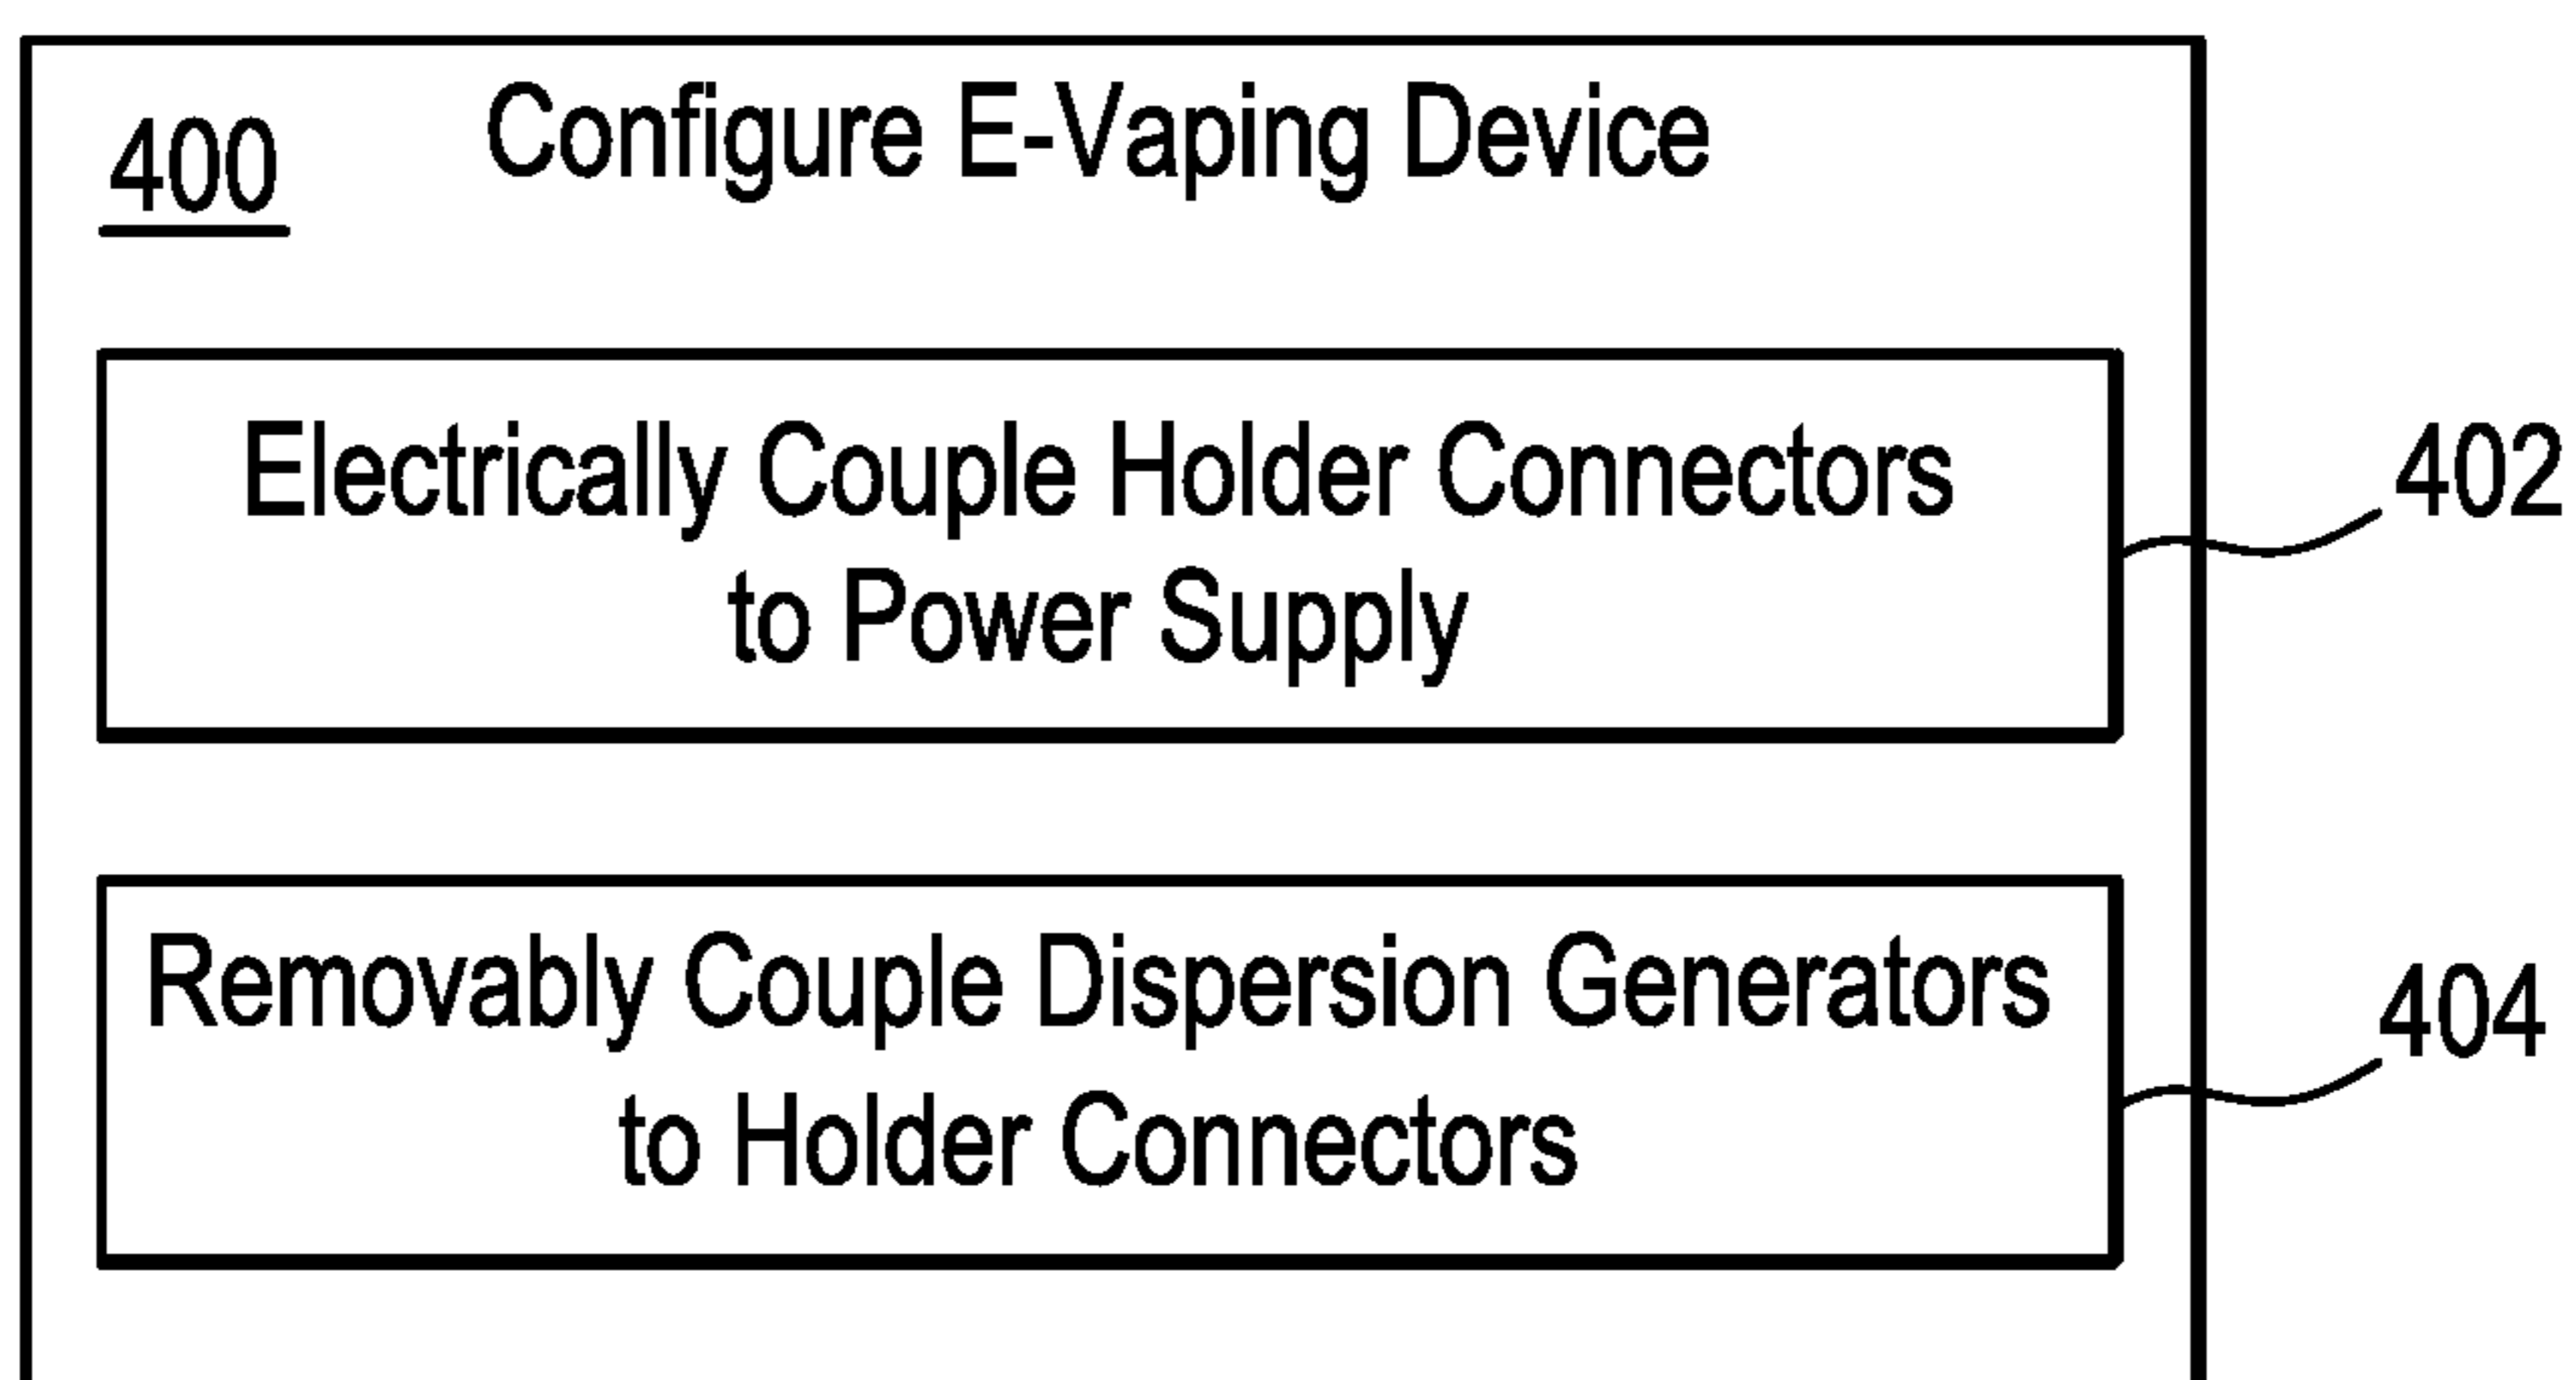 Configure E-Vaping Device
400
Electrically Couple Holder Connectors
to Power Supply
402
Removably Couple Dispersion Generators
to Holder Connectors
404